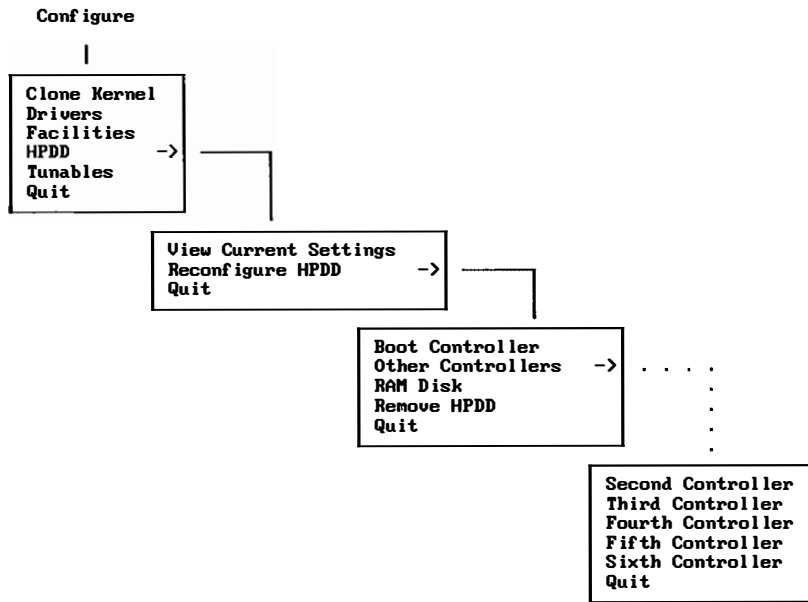 Configure
Clone Kernel
Drivers
Facilities
HPDD ->
Tunables
Quit
View Current Settings
Reconfigure HPDD ->
Quit
Boot Controller
Other Controllers -> . . . .
RAM Disk
Remove HPDD
Quit
Second Controller
Third Controller
Fourth Controller
Fifth Controller
Sixth Controller
Quit